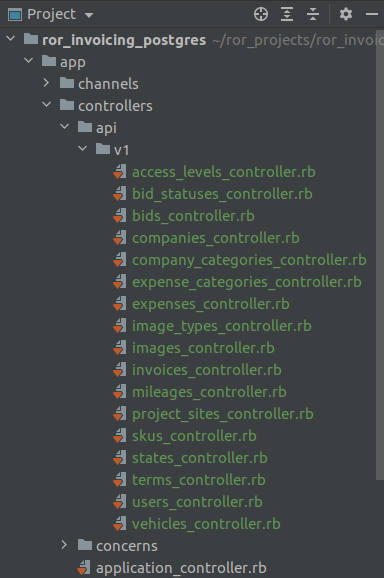 Project
ror_invoicing_postgres ~/ror_projects/ror_invoic
app
channels
controllers
api
v1
access_levels_controller.rb
bid_statuses_controller.rb
bids_controller.rb
companies_controller.rb
company_categories_controller.rb
expense_categories_controller.rb
expenses_controller.rb
image_types_controller.rb
images_controller.rb
invoices_controller.rb
mileages_controller.rb
project_sites_controller.rb
skus_controller.rb
states_controller.rb
terms_controller.rb
users_controller.rb
vehicles_controller.rb
concerns
application_controller.rb